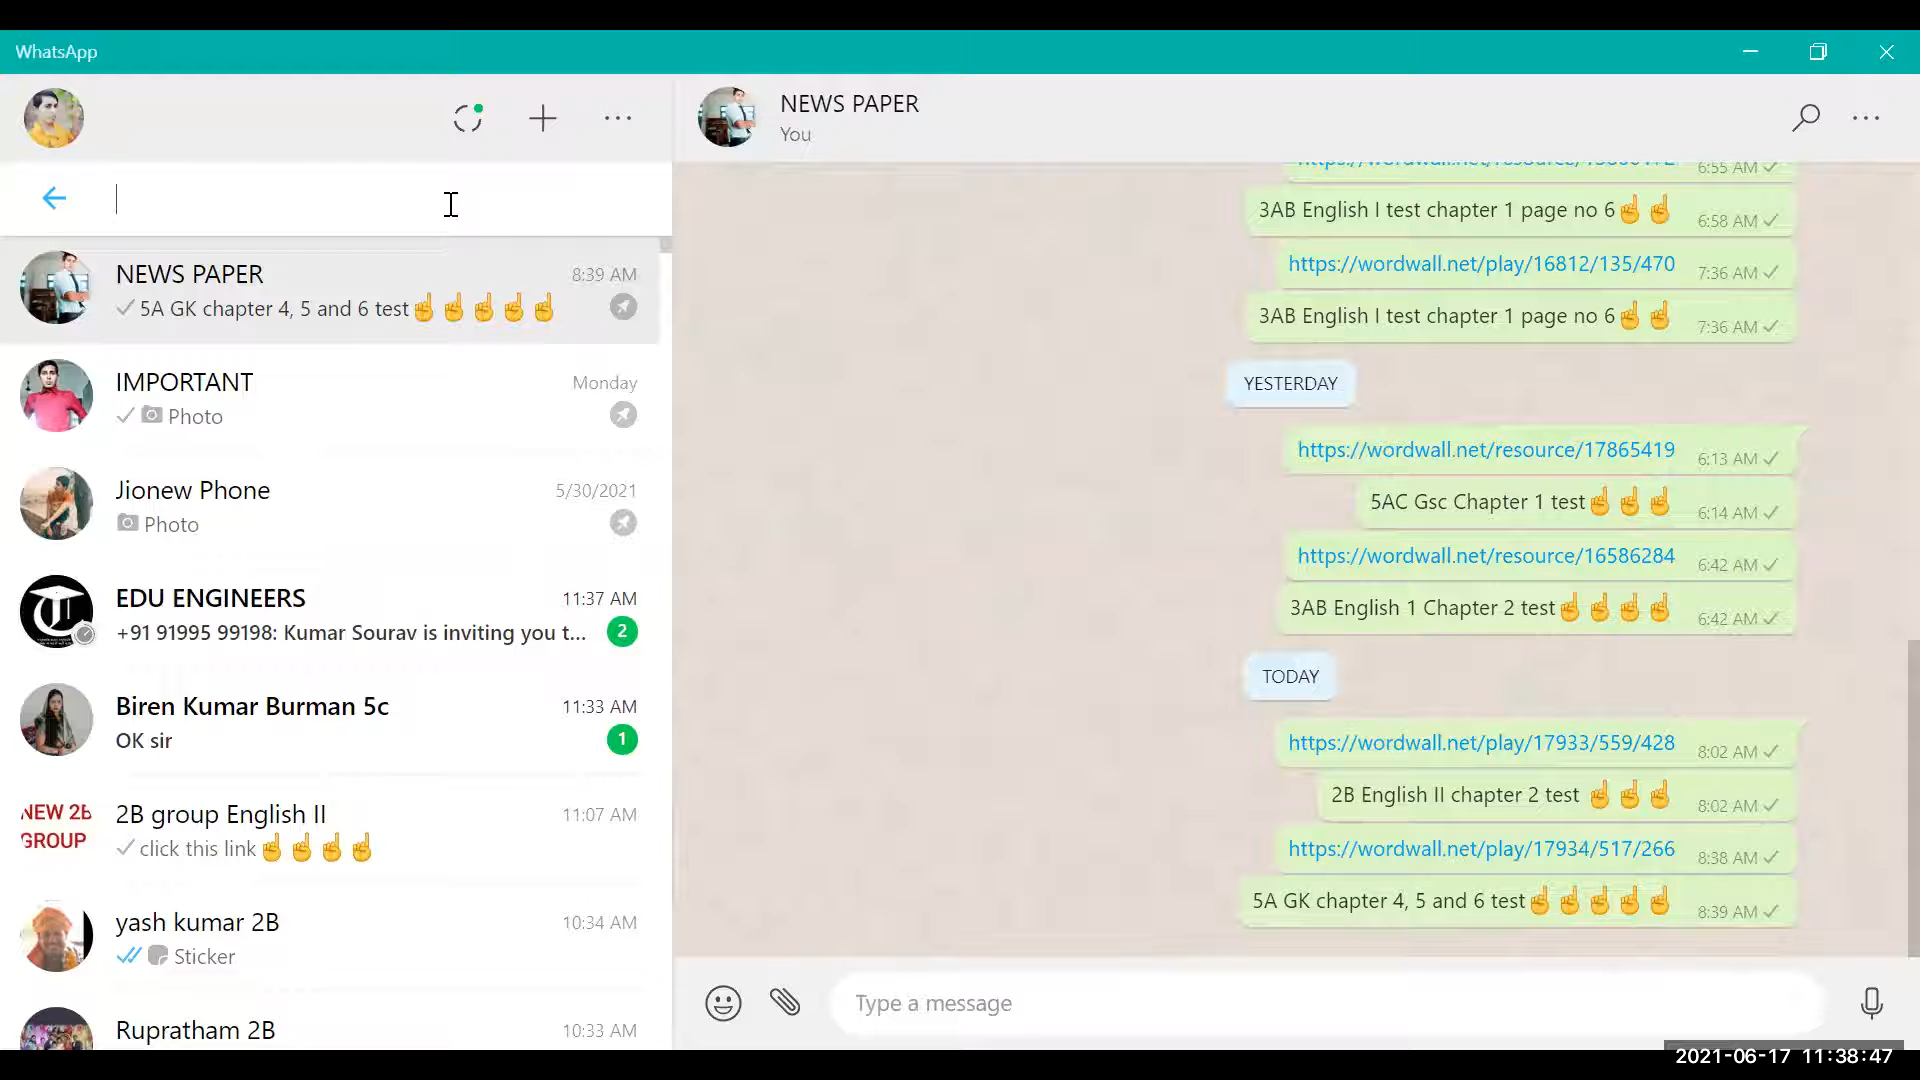 WhatsApp
NEWS PAPER
8:39 AM
5A GK chapter 4, 5 and 6 test☝☝☝☝☝
IMPORTANT
Monday
Photo
Jionew Phone
5/30/2021
Photo
EDU ENGINEERS
11:37 AM
+91 91995 99198: Kumar Sourav is inviting you t...
2
Biren Kumar Burman 5c
11:33 AM
OK sir
1
NEW 2B
GROUP
2B group English II
11:07 AM
click this link☝☝☝☝
yash kumar 2B
10:34 AM
Sticker
Rupratham 2B
10:33 AM
NEWS PAPER
You
6:55 AM
3AB English I test chapter 1 page no 6☝☝ 6:58 AM
https://wordwall.net/play/16812/135/470 7:36 AM
3AB English I test chapter 1 page no 6☝☝ 7:36 AM
YESTERDAY
https://wordwall.net/resource/17865419 6:13 AM
5AC Gsc Chapter 1 test☝☝☝ 6:14 AM
https://wordwall.net/resource/16586284 6:42 AM
3AB English 1 Chapter 2 test☝☝☝☝ 6:42 AM
TODAY
https://wordwall.net/play/17933/559/428 8:02 AM
2B English II chapter 2 test ☝☝☝ 8:02 AM
https://wordwall.net/play/17934/517/266 8:38 AM
5A GK chapter 4, 5 and 6 test☝☝☝☝☝ 8:39 AM
Type a message
2021-06-17 11:38:47